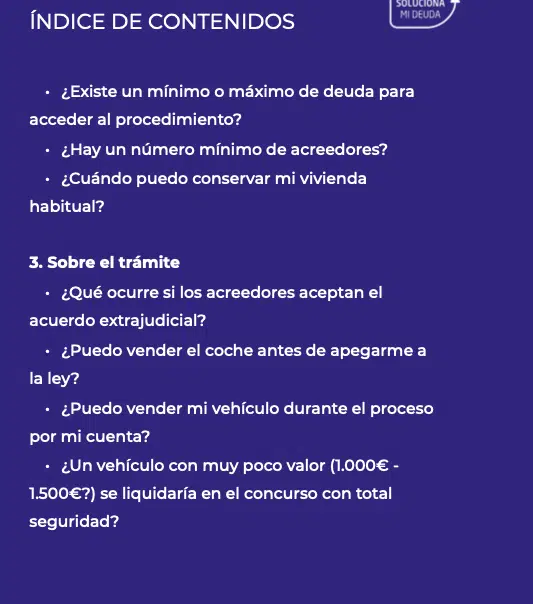 SOLUCIONA
MI DEUDA
ÍNDICE DE CONTENIDOS
• ¿Existe un mínimo o máximo de deuda para
acceder al procedimiento?
• ¿Hay un número mínimo de acreedores?
• ¿Cuándo puedo conservar mi vivienda
habitual?
3. Sobre el trámite
• ¿Qué ocurre si los acreedores aceptan el
acuerdo extrajudicial?
• ¿Puedo vender el coche antes de apegarme a
la ley?
• ¿Puedo vender mi vehículo durante el proceso
por mi cuenta?
• ¿Un vehículo con muy poco valor (1.000€ -
1.500€?) se liquidaría en el concurso con total
seguridad?